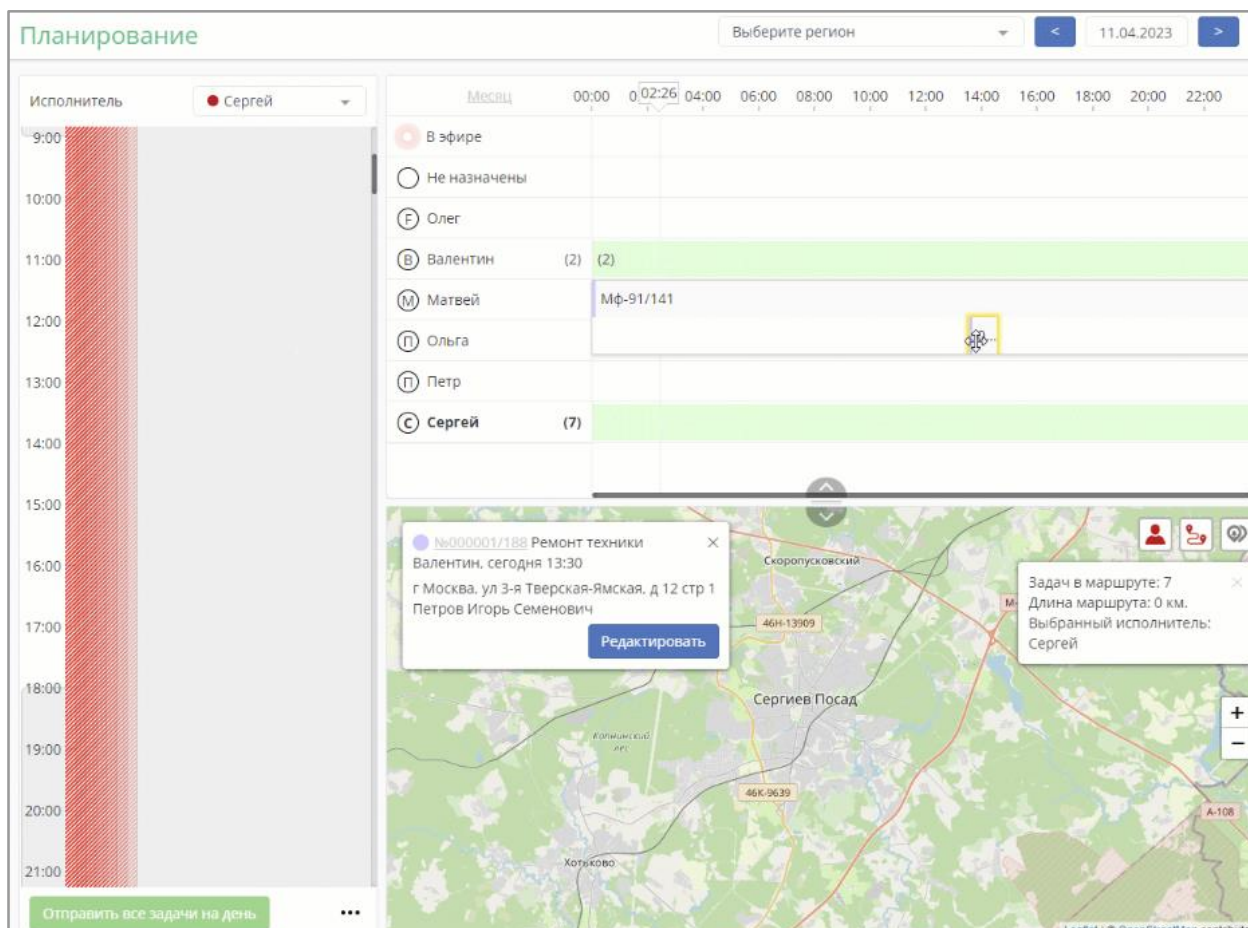 Планирование
Выберите регион
<
11.04.2023
>
Исполнитель
Сергей
9:00
10:00
11:00
12:00
13:00
14:00
15:00
16:00
17:00
18:00
19:00
20:00
21:00
Отправить все задачи на день
...
Месяц
00:00 0 02:26 04:00 06:00 08:00 10:00 12:00 14:00 16:00 18:00 20:00 22:00
В эфире
Не назначены
F Олег
В Валентин (2) (2)
М Матвей Мф-91/141
П Ольга
П Петр
С Сергей (7)
№000001/188 Ремонт техники
Валентин, сегодня 13:30
г Москва, ул 3-я Тверская-Ямская, д 12 стр 1
Петров Игорь Семенович
Редактировать
Задач в маршруте: 7
Длина маршрута: 0 км.
Выбранный исполнитель:
Сергей
Скоропусковский
М-
46Н-13909
Сергиев Посад
46К-9639
А-108
Хотьково
+
−